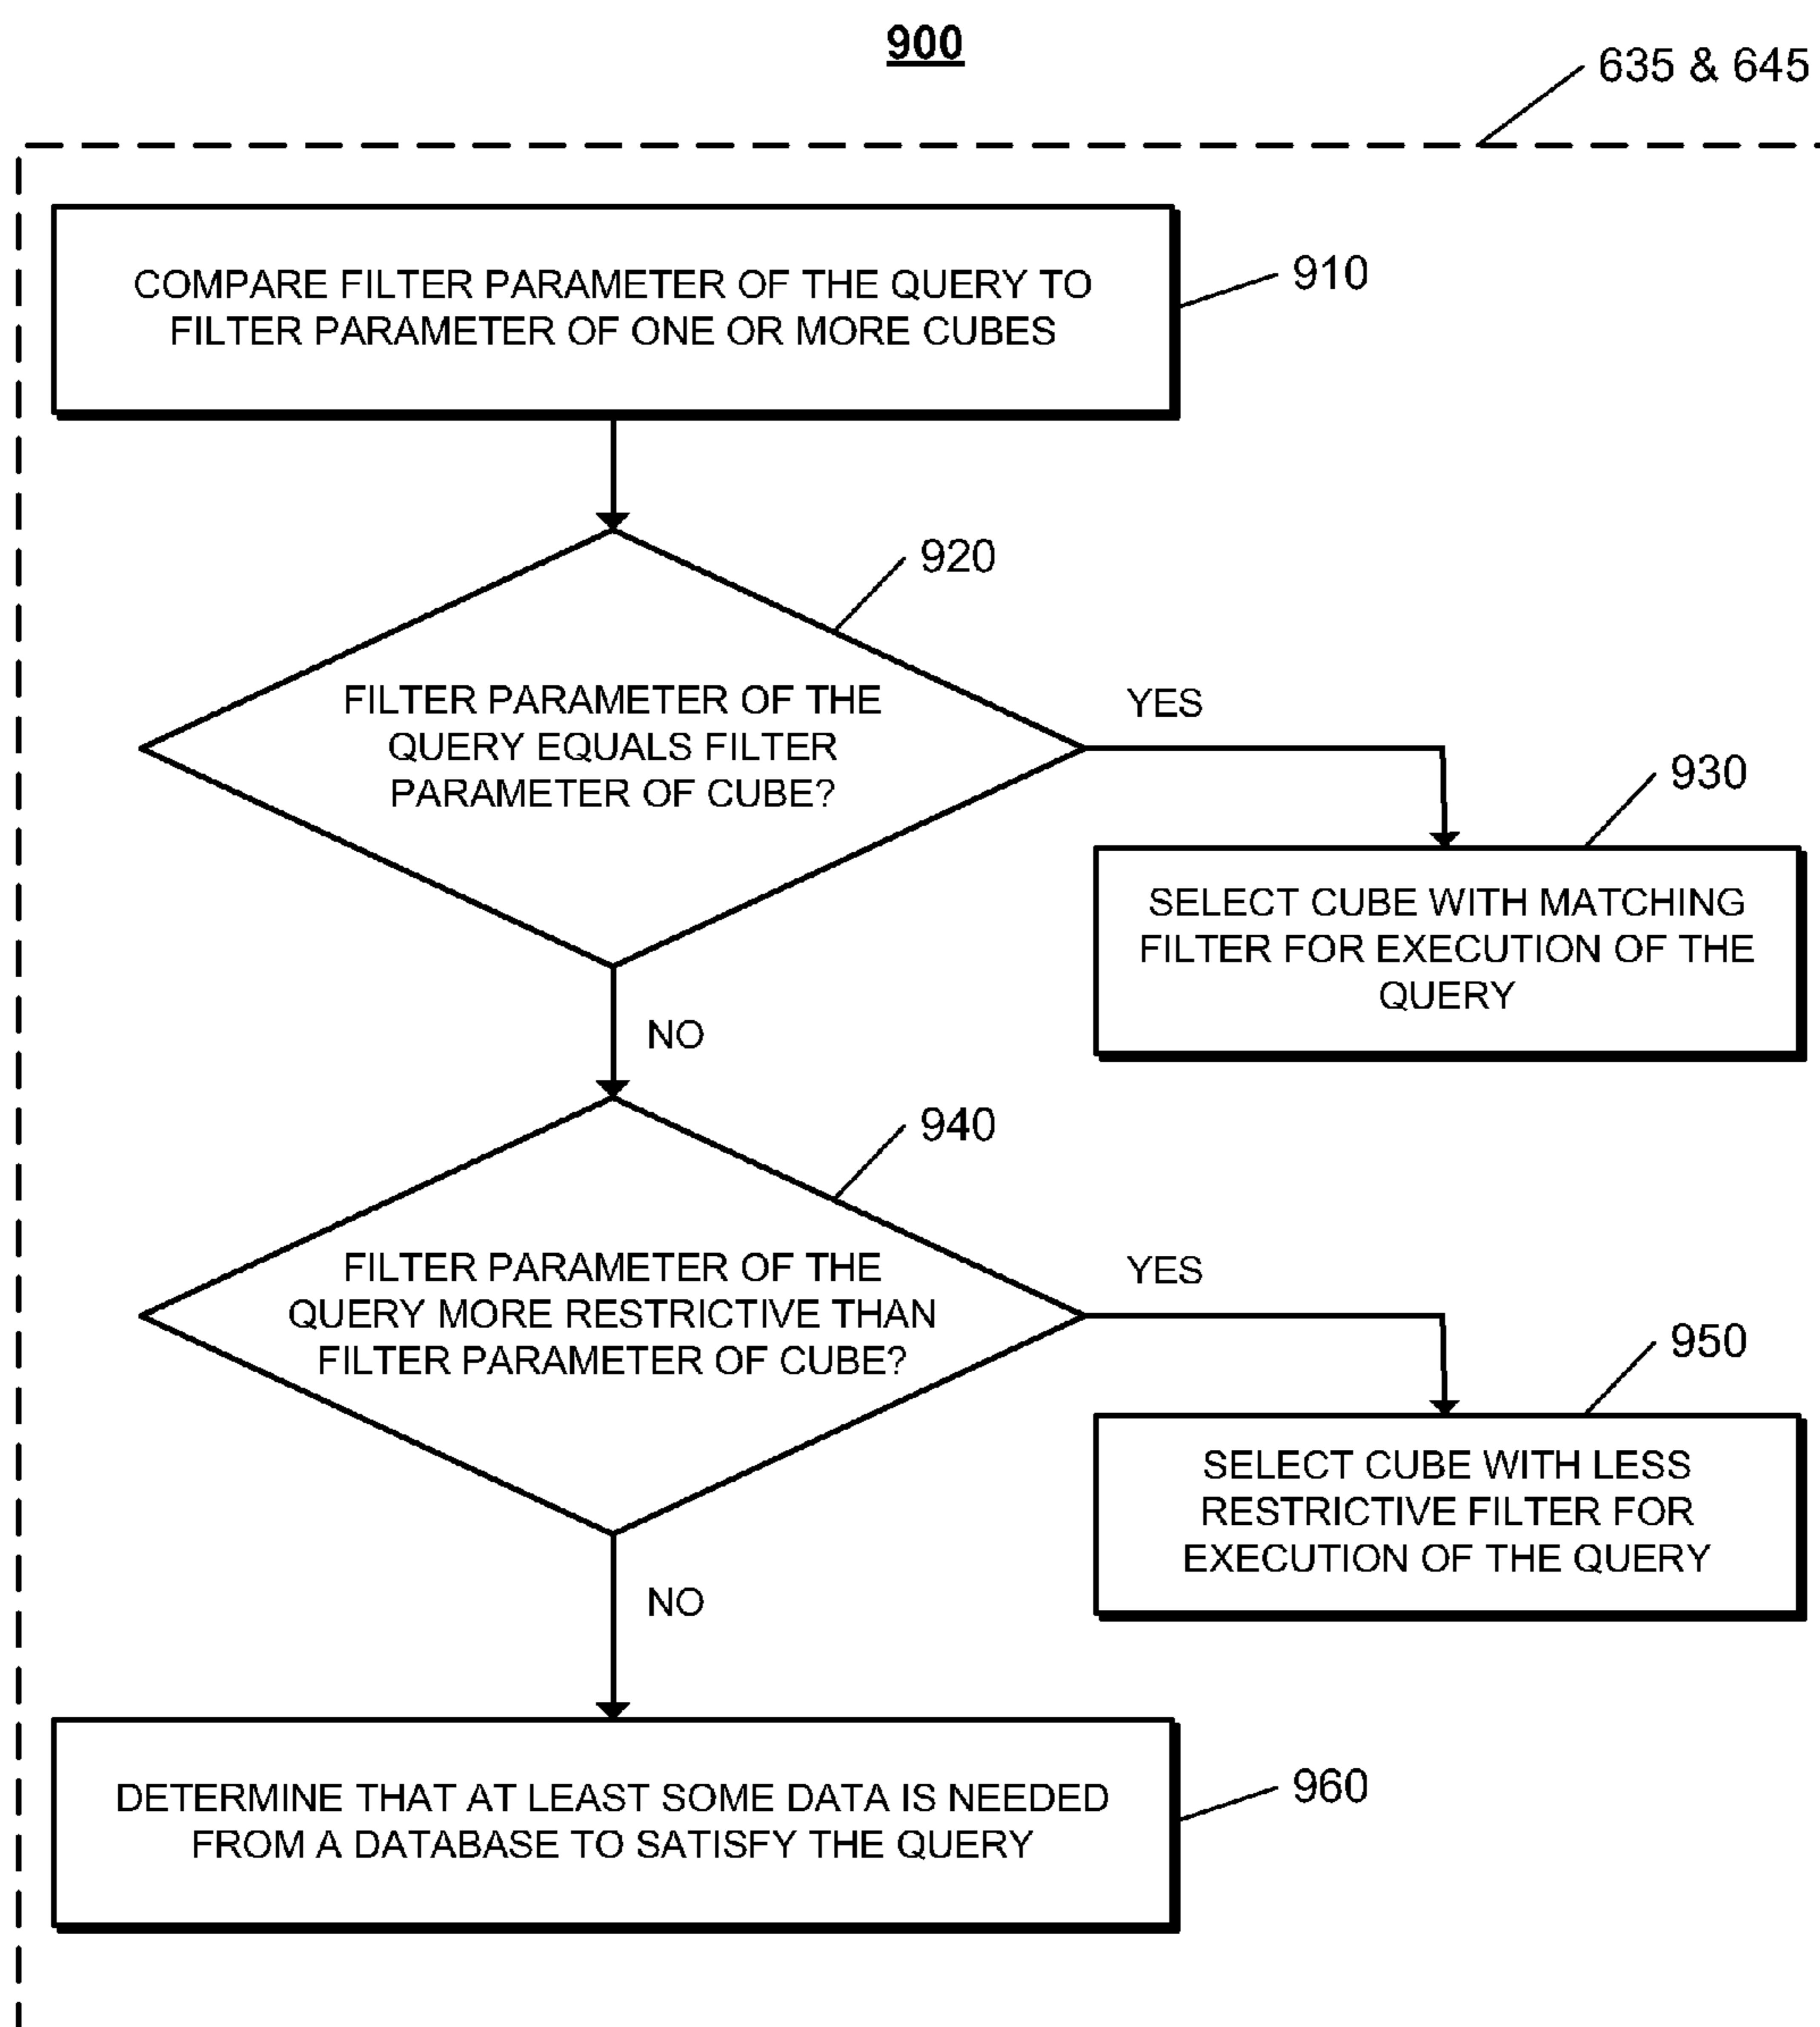 900
635 & 645
COMPARE FILTER PARAMETER OF THE QUERY TO
FILTER PARAMETER OF ONE OR MORE CUBES
910
920
FILTER PARAMETER OF THE
QUERY EQUALS FILTER
PARAMETER OF CUBE?
YES
930
SELECT CUBE WITH MATCHING
FILTER FOR EXECUTION OF THE
QUERY
NO
940
FILTER PARAMETER OF THE
QUERY MORE RESTRICTIVE THAN
FILTER PARAMETER OF CUBE?
YES
950
SELECT CUBE WITH LESS
RESTRICTIVE FILTER FOR
EXECUTION OF THE QUERY
NO
DETERMINE THAT AT LEAST SOME DATA IS NEEDED
FROM A DATABASE TO SATISFY THE QUERY
960